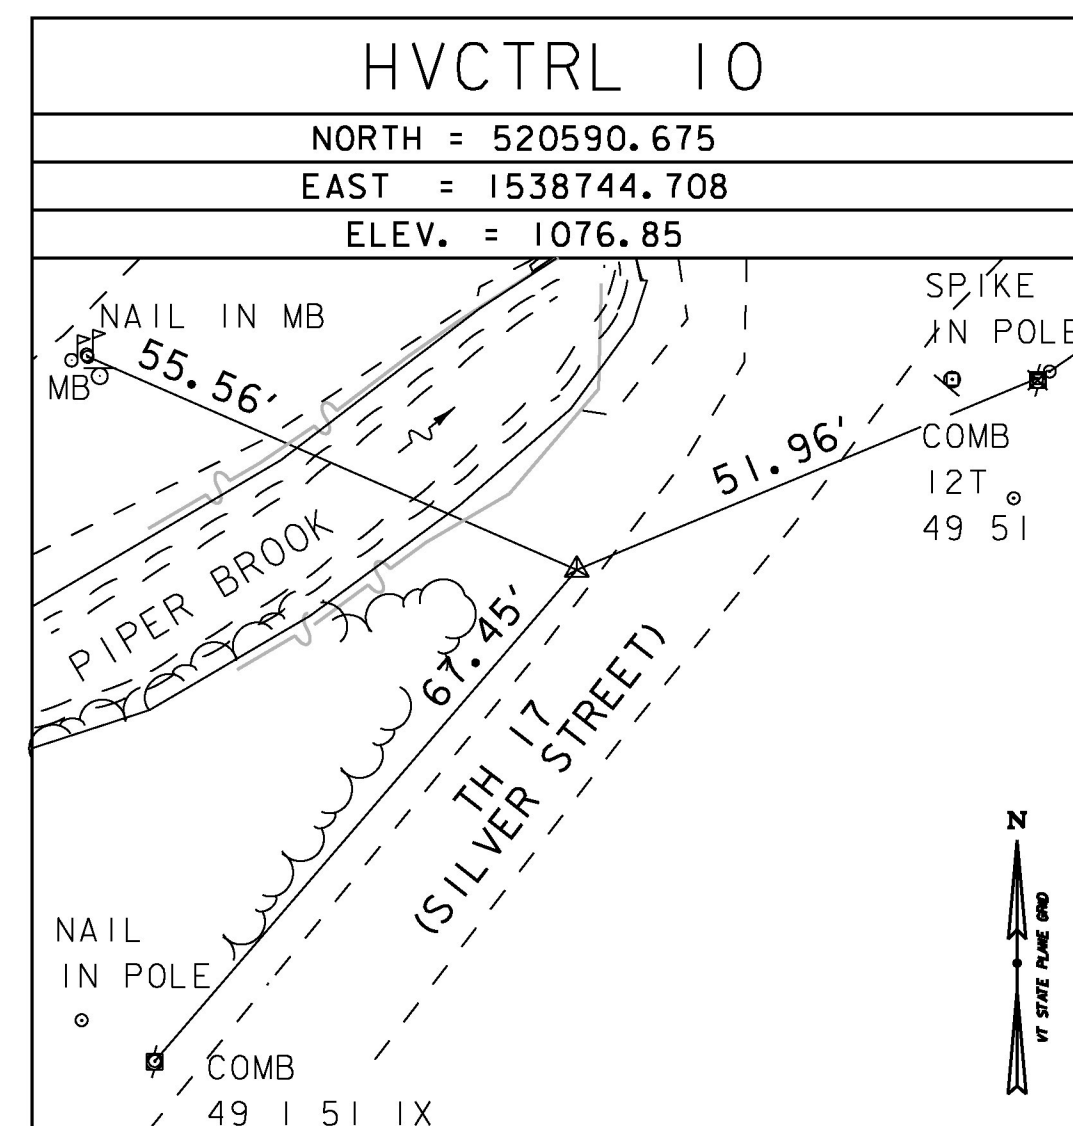 HVCTRL 10
NORTH = 520590.675
EAST = 1538744.708
ELEV. = 1076.85
NAIL IN MB
MB
55.56'
SPIKE
IN POLE
51.96'
COMB
12T
49 51
PIPER BROOK
67.45'
TH 17
(SILVER STREET)
N
VT STATE PLANE GRID
NAIL
IN POLE
COMB
49 1 51 1X